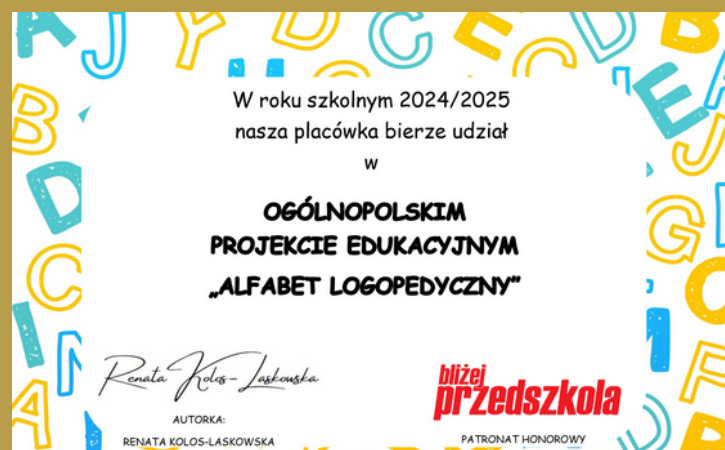 W roku szkolnym 2024/2025
nasza placówka bierze udział
w
OGÓLNOPOLSKIM
PROJEKCIE EDUKACYJNYM
„ALFABET LOGOPEDYCZNY”
Renata Kolos-Laskowska
bliżej
przedszkola
AUTORKA:
RENATA KOLOS-LASKOWSKA
PATRONAT HONOROWY